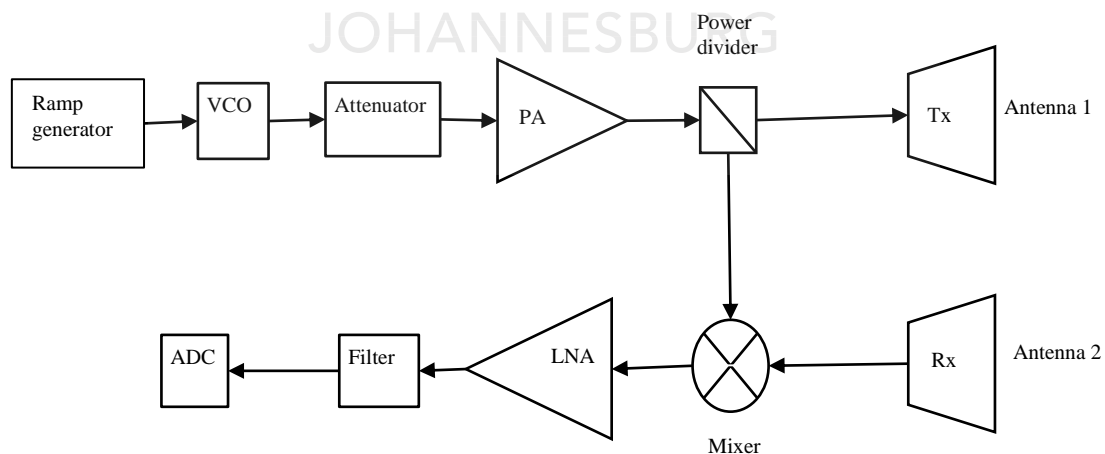 JOHANNESBURG
Power
divider
Ramp
generator
VCO
Attenuator
PA
Tx
Antenna 1
ADC
Filter
LNA
Rx
Antenna 2
Mixer